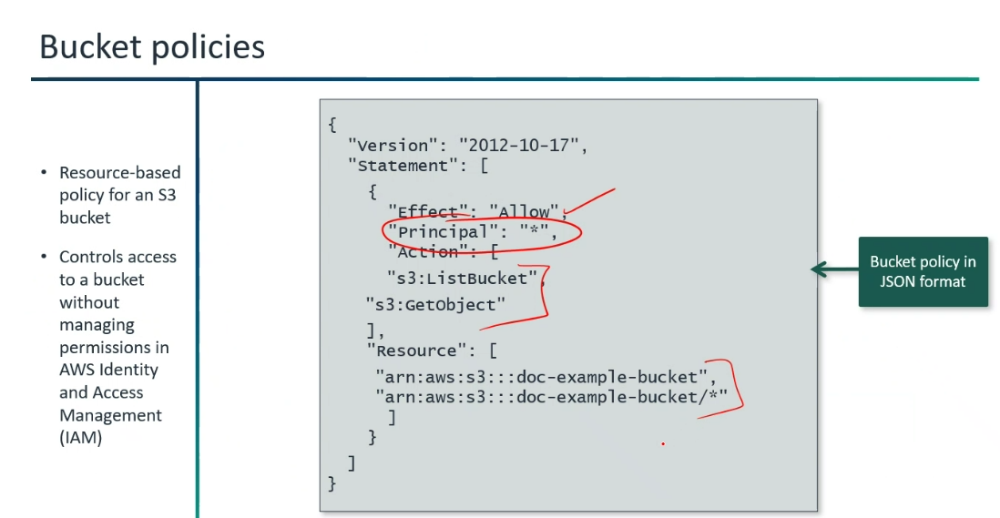 Bucket policies
• Resource-based
policy for an S3
bucket
• Controls access
to a bucket
without
managing
permissions in
AWS Identity
and Access
Management
(IAM)
{
"Version": "2012-10-17",
"Statement": [
{
"Effect": "Allow",
"Principal": "*",
"Action": [
"s3:ListBucket",
"s3:GetObject"
],
"Resource": [
"arn:aws:s3:::doc-example-bucket",
"arn:aws:s3:::doc-example-bucket/*"
]
}
]
}
Bucket policy in
JSON format